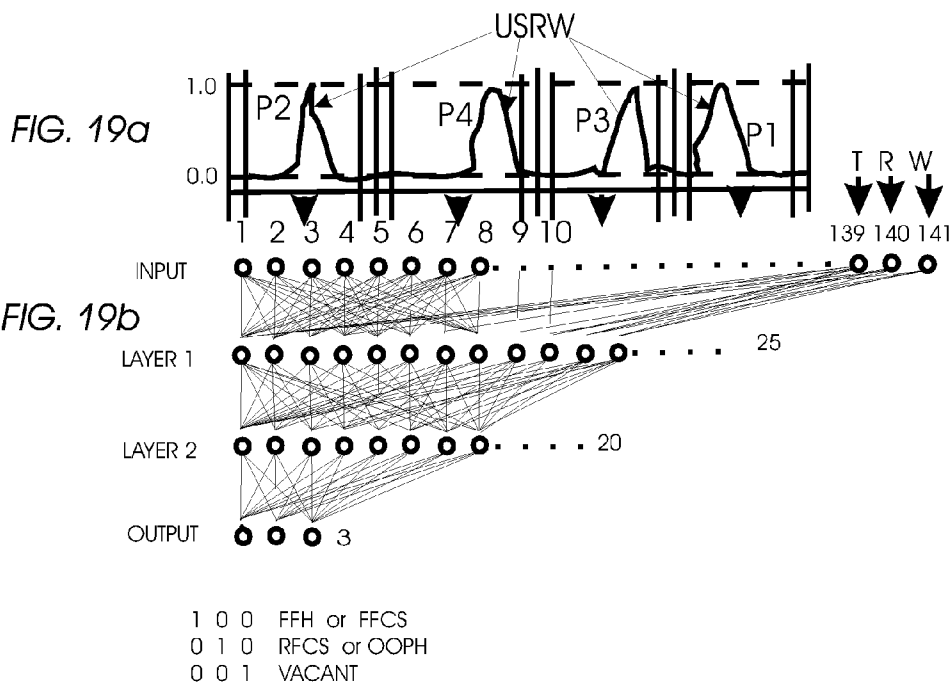 USRW
FIG. 19a
1.0
0.0
P2
P4
P3
P1
T R W
1 2 3 4 5 6 7 8 9 10
139 140 141
INPUT
FIG. 19b
LAYER 1
25
LAYER 2
20
OUTPUT
3
1 0 0 FFH or FFCS
0 1 0 RFCS or OOPH
0 0 1 VACANT